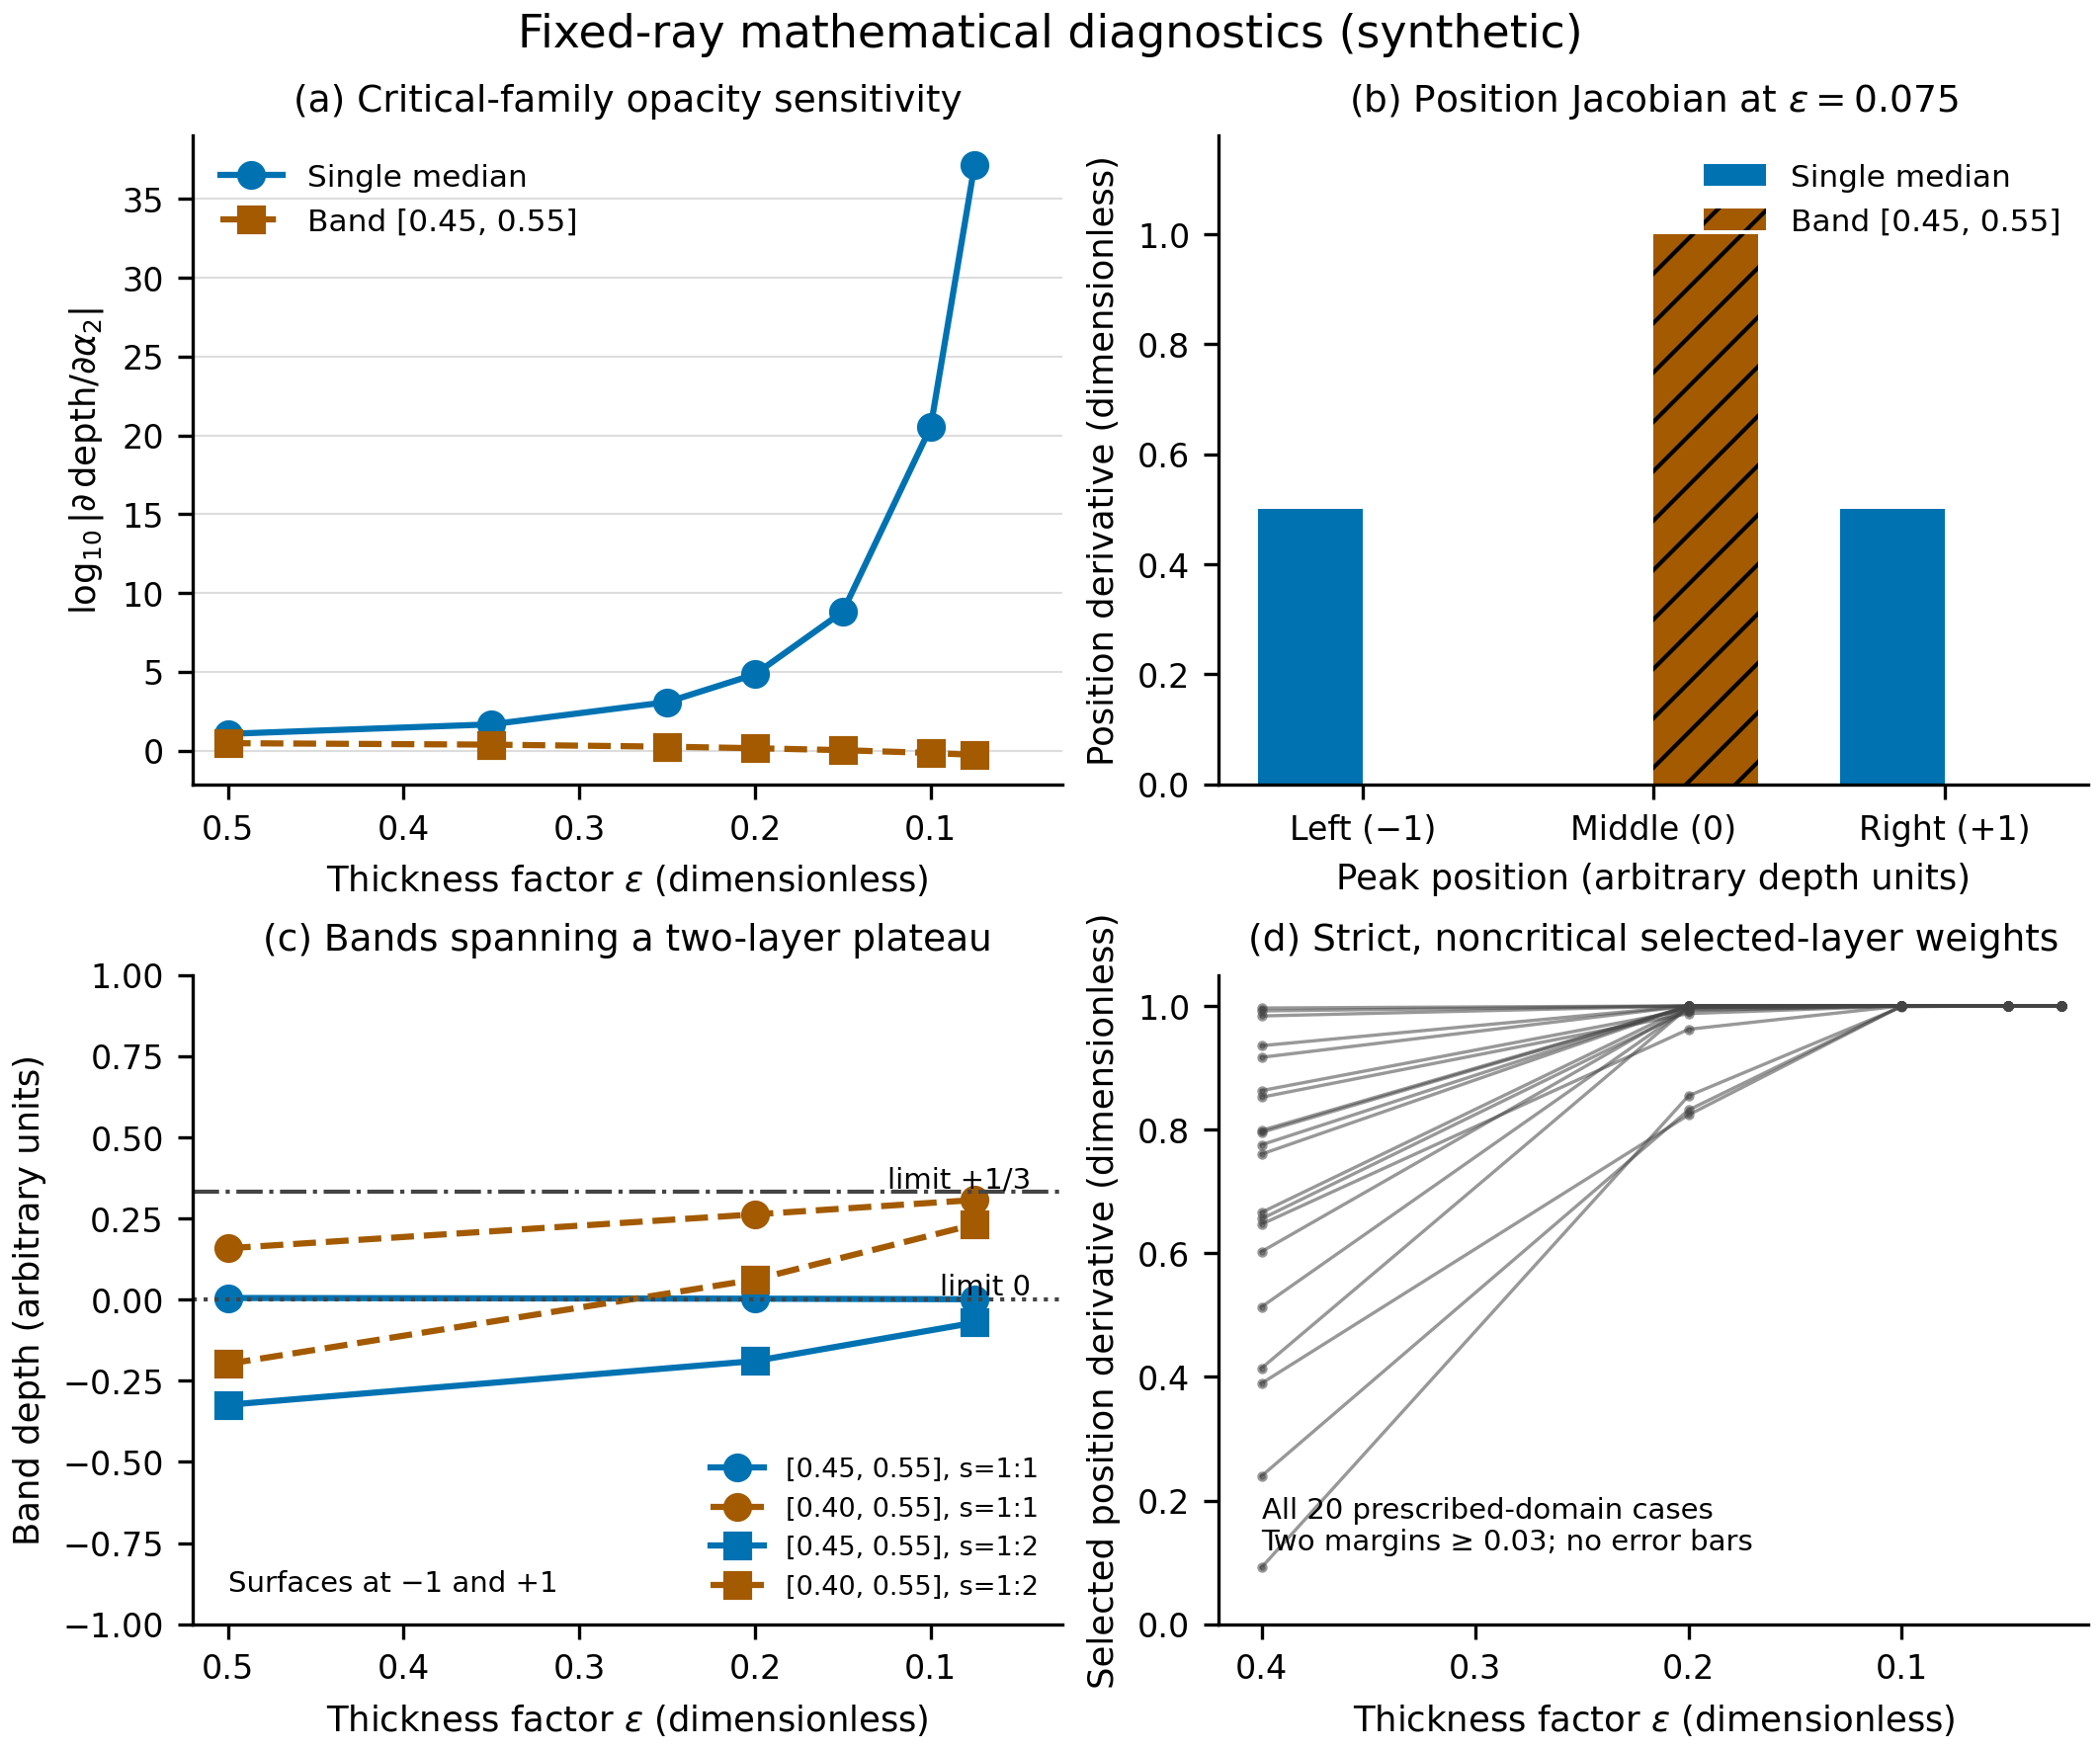 Fixed-ray mathematical diagnostics (synthetic)
(a) Critical-family opacity sensitivity
Single median
Band [0.45, 0.55]
35
30
25
20
15
10
5
0
log₁₀ |∂ depth/∂α₂|
0.5 0.4 0.3 0.2 0.1
Thickness factor ε (dimensionless)
(b) Position Jacobian at ε = 0.075
Single median
Band [0.45, 0.55]
1.0
0.8
0.6
0.4
0.2
0.0
Position derivative (dimensionless)
Left (−1) Middle (0) Right (+1)
Peak position (arbitrary depth units)
(c) Bands spanning a two-layer plateau
1.00
0.75
0.50
0.25
0.00
−0.25
−0.50
−0.75
−1.00
Band depth (arbitrary units)
limit +1/3
limit 0
[0.45, 0.55], s=1:1
[0.40, 0.55], s=1:1
[0.45, 0.55], s=1:2
[0.40, 0.55], s=1:2
Surfaces at −1 and +1
0.5 0.4 0.3 0.2 0.1
Thickness factor ε (dimensionless)
(d) Strict, noncritical selected-layer weights
1.0
0.8
0.6
0.4
0.2
0.0
Selected position derivative (dimensionless)
All 20 prescribed-domain cases
Two margins ≥ 0.03; no error bars
0.4 0.3 0.2 0.1
Thickness factor ε (dimensionless)